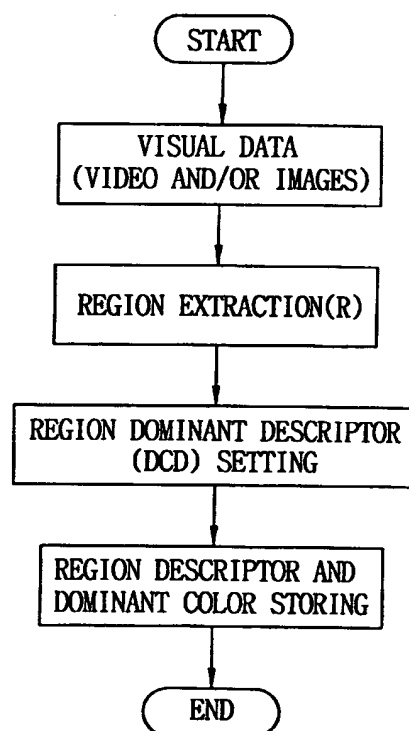 START
VISUAL DATA
(VIDEO AND/OR IMAGES)
REGION EXTRACTION(R)
REGION DOMINANT DESCRIPTOR
(DCD) SETTING
REGION DESCRIPTOR AND
DOMINANT COLOR STORING
END